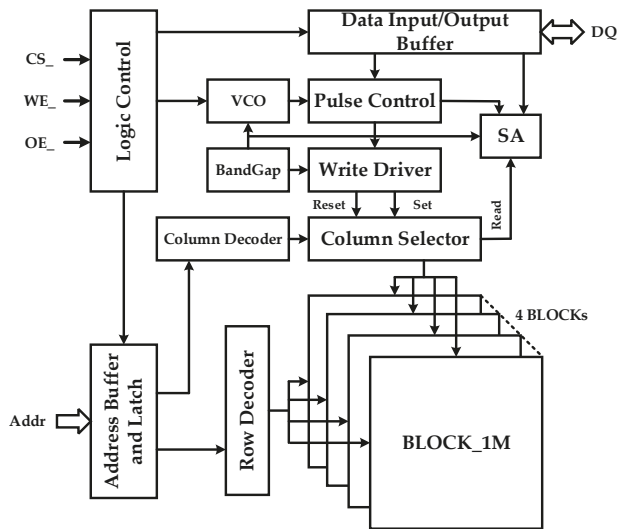 Data Input/Output
Buffer
DQ
CS_
WE_
OE_
Logic Control
VCO
Pulse Control
SA
BandGap
Write Driver
Reset
Set
Read
Column Decoder
Column Selector
4 BLOCKs
Addr
Address Buffer
and Latch
Row Decoder
BLOCK_1M